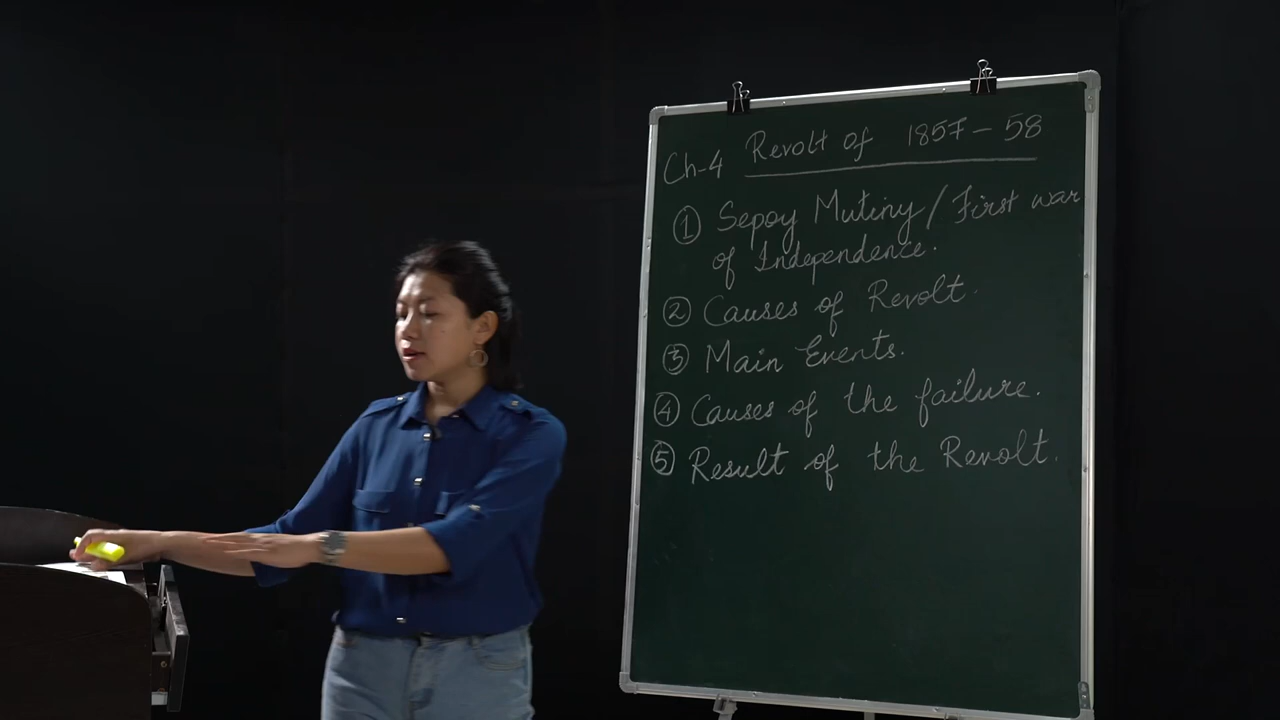 Ch-4 Revolt of 1857 - 58
① Sepoy Mutiny / First war
of Independence.
② Causes of Revolt.
③ Main Events.
④ Causes of the failure.
⑤ Result of the Revolt.